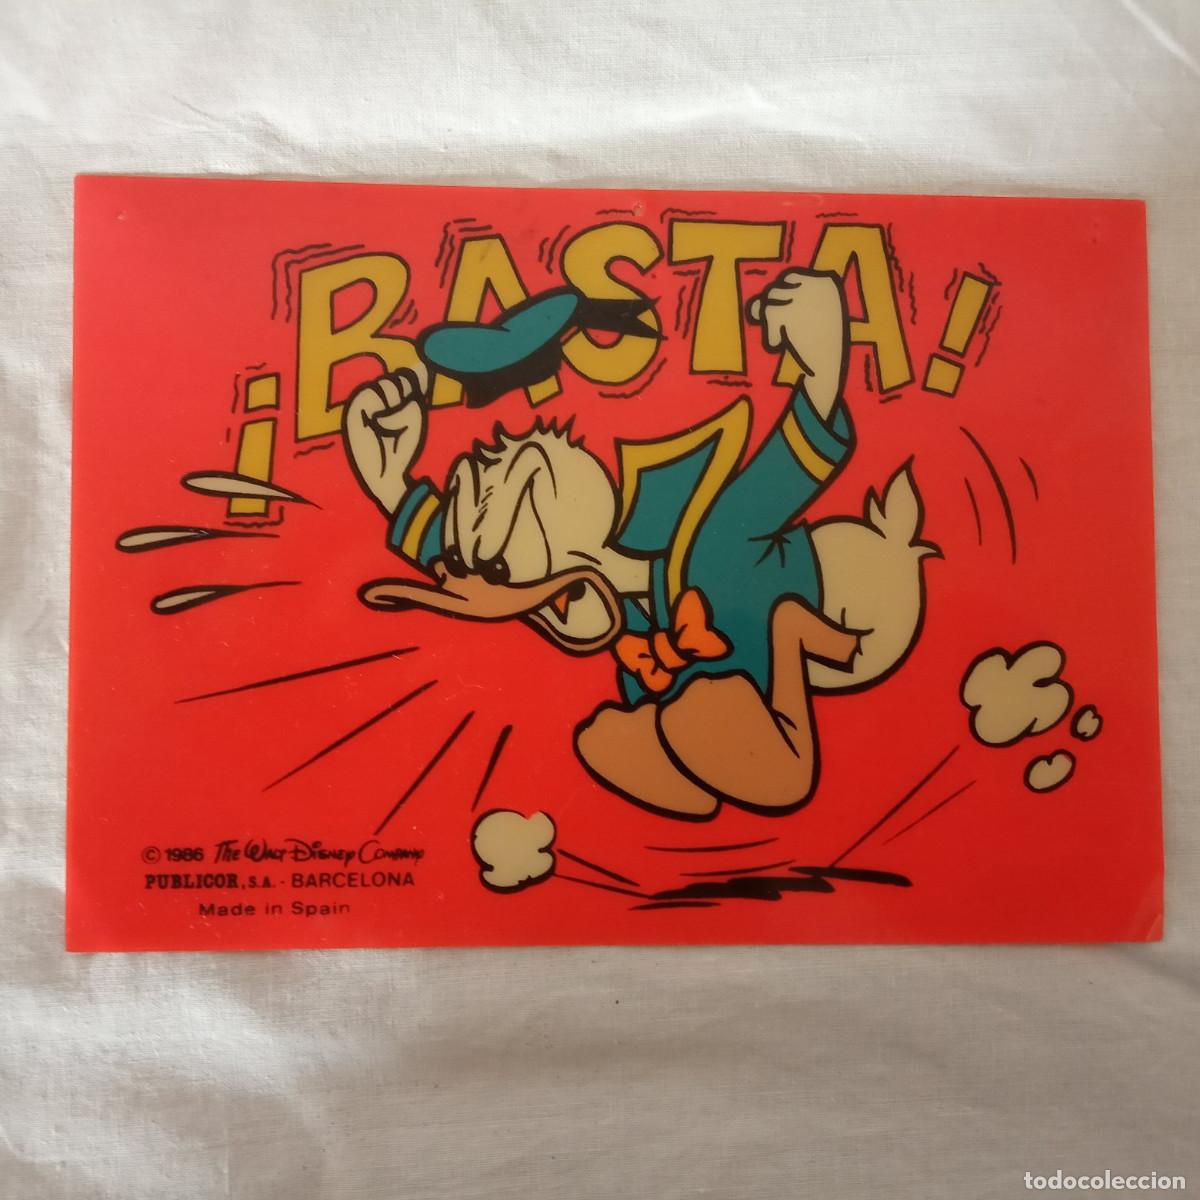 ¡BASTA!
© 1986 The Walt Disney Company
PUBLICOR, S.A. - BARCELONA
Made in Spain
todocoleccion